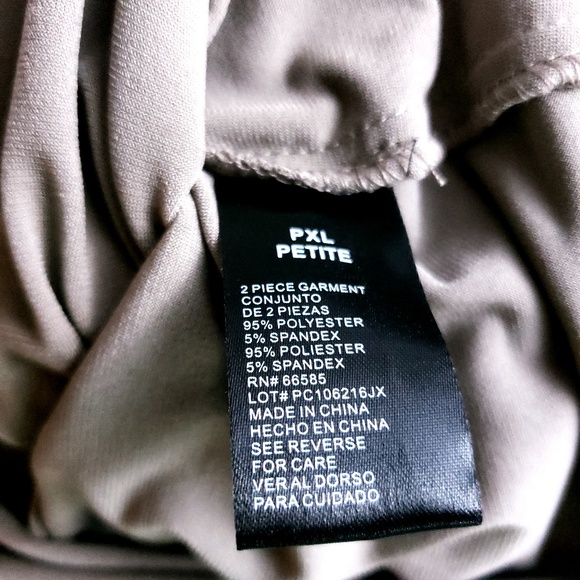 PXL
PETITE
2 PIECE GARMENT
CONJUNTO
DE 2 PIEZAS
95% POLYESTER
5% SPANDEX
95% POLIESTER
5% SPANDEX
RN# 66585
LOT# PC106216JX
MADE IN CHINA
HECHO EN CHINA
SEE REVERSE
FOR CARE
VER AL DORSO
PARA CUIDADO